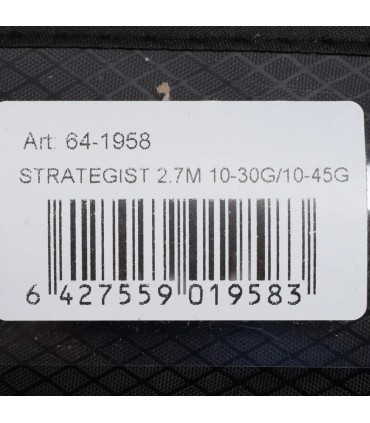 Art: 64-1958
STRATEGIST 2.7M 10-30G/10-45G
6 427559 019583